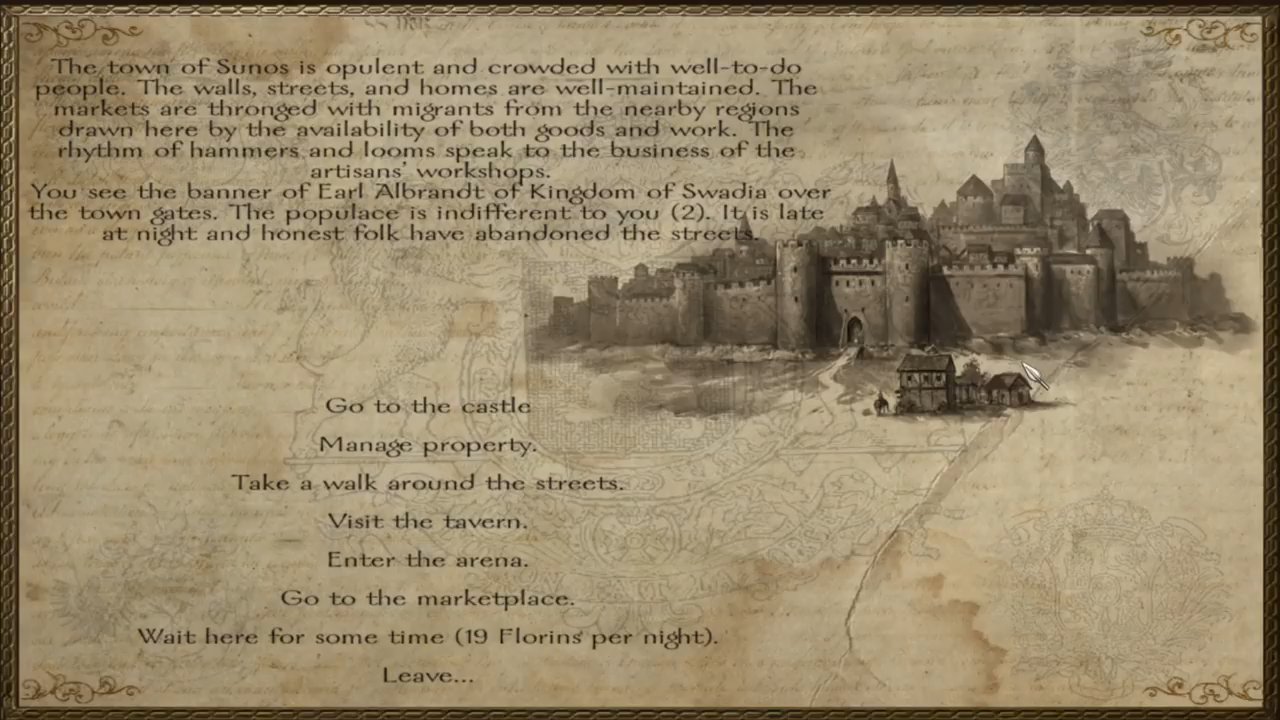 The town of Sunos is opulent and crowded with well-to-do
people. The walls, streets, and homes are well-maintained. The
markets are thronged with migrants from the nearby regions
drawn here by the availability of both goods and work. The
rhythm of hammers and looms speak to the business of the
artisans' workshops.
You see the banner of Earl Albrandt of Kingdom of Swadia over
the town gates. The populace is indifferent to you (2). It is late
at night and honest folk have abandoned the streets.
Go to the castle
Manage property.
Take a walk around the streets.
Visit the tavern.
Enter the arena.
Go to the marketplace.
Wait here for some time (19 Florins per night).
Leave...